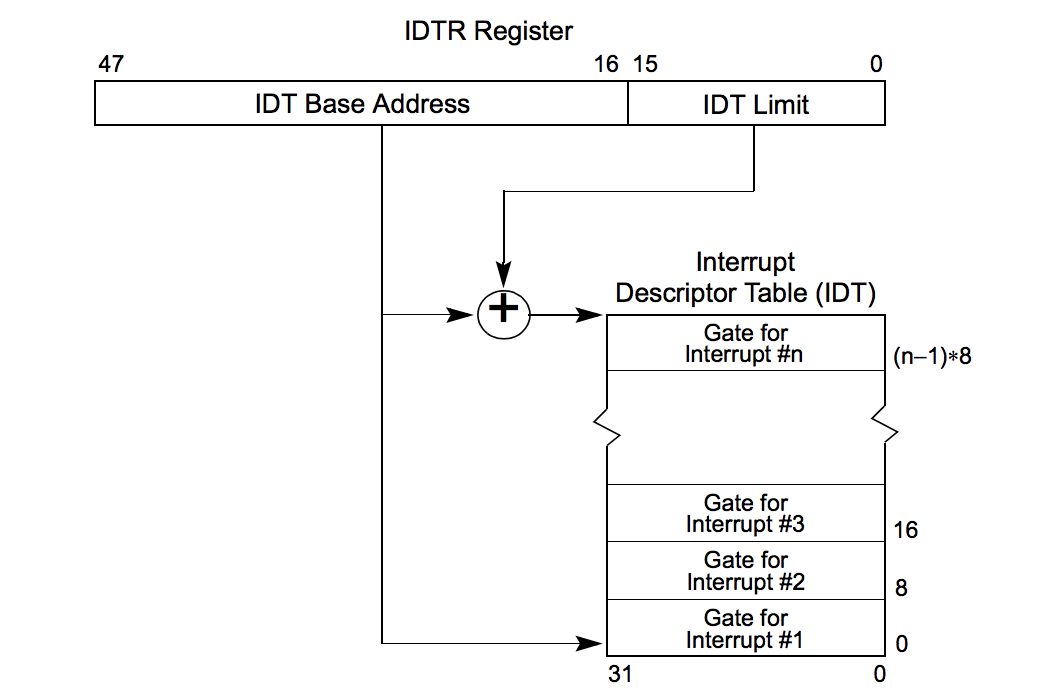 IDTR Register
47 16 15 0
IDT Base Address IDT Limit
+
Interrupt
Descriptor Table (IDT)
Gate for
Interrupt #n
(n–1)∗8
Gate for
Interrupt #3
16
Gate for
Interrupt #2
8
Gate for
Interrupt #1
0
31 0